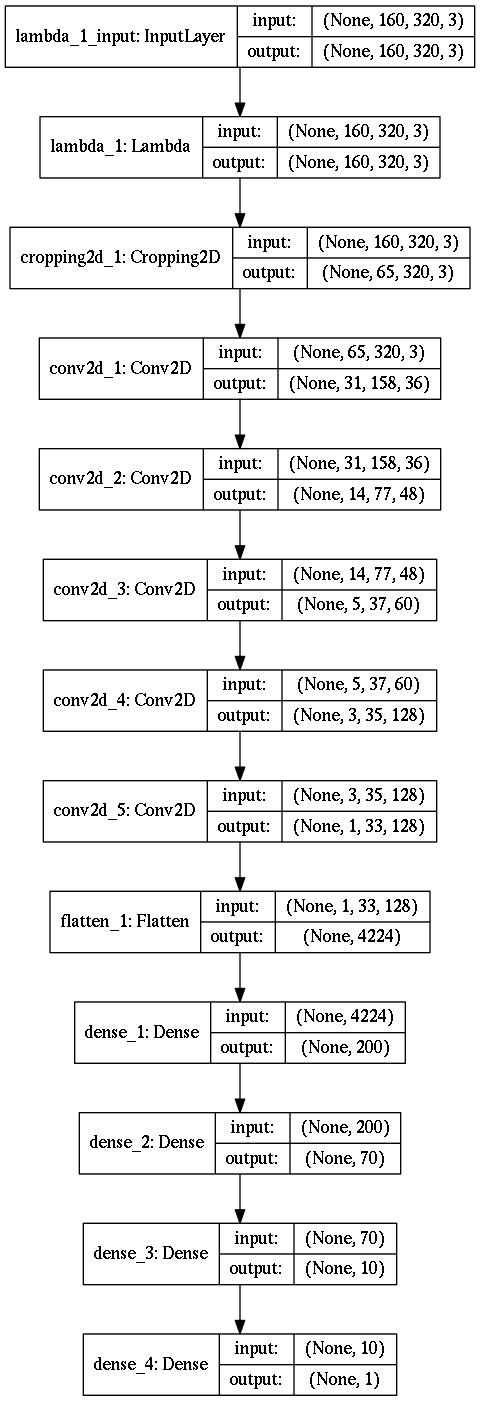 lambda_1_input: InputLayer
input: (None, 160, 320, 3)
output: (None, 160, 320, 3)
lambda_1: Lambda
input: (None, 160, 320, 3)
output: (None, 160, 320, 3)
cropping2d_1: Cropping2D
input: (None, 160, 320, 3)
output: (None, 65, 320, 3)
conv2d_1: Conv2D
input: (None, 65, 320, 3)
output: (None, 31, 158, 36)
conv2d_2: Conv2D
input: (None, 31, 158, 36)
output: (None, 14, 77, 48)
conv2d_3: Conv2D
input: (None, 14, 77, 48)
output: (None, 5, 37, 60)
conv2d_4: Conv2D
input: (None, 5, 37, 60)
output: (None, 3, 35, 128)
conv2d_5: Conv2D
input: (None, 3, 35, 128)
output: (None, 1, 33, 128)
flatten_1: Flatten
input: (None, 1, 33, 128)
output: (None, 4224)
dense_1: Dense
input: (None, 4224)
output: (None, 200)
dense_2: Dense
input: (None, 200)
output: (None, 70)
dense_3: Dense
input: (None, 70)
output: (None, 10)
dense_4: Dense
input: (None, 10)
output: (None, 1)